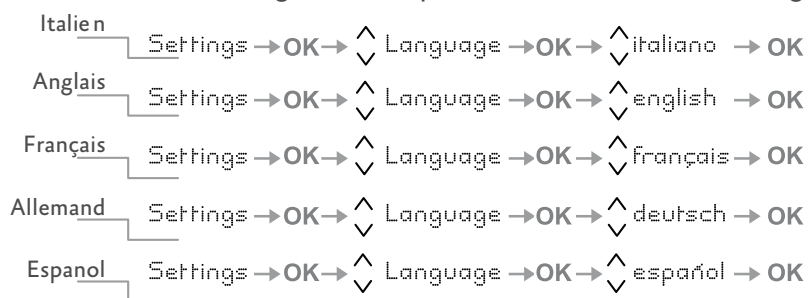 Italien
Settings → OK → Language → OK → italiano → OK
Anglais
Settings → OK → Language → OK → english → OK
Français
Settings → OK → Language → OK → français → OK
Allemand
Settings → OK → Language → OK → deutsch → OK
Espanol
Settings → OK → Language → OK → español → OK